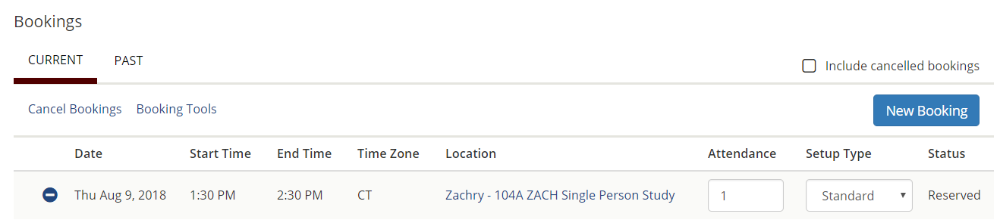 Bookings
CURRENT PAST
Include cancelled bookings
Cancel Bookings Booking Tools
New Booking
Date Start Time End Time Time Zone Location Attendance Setup Type Status
Thu Aug 9, 2018 1:30 PM 2:30 PM CT Zachry - 104A ZACH Single Person Study 1 Standard Reserved